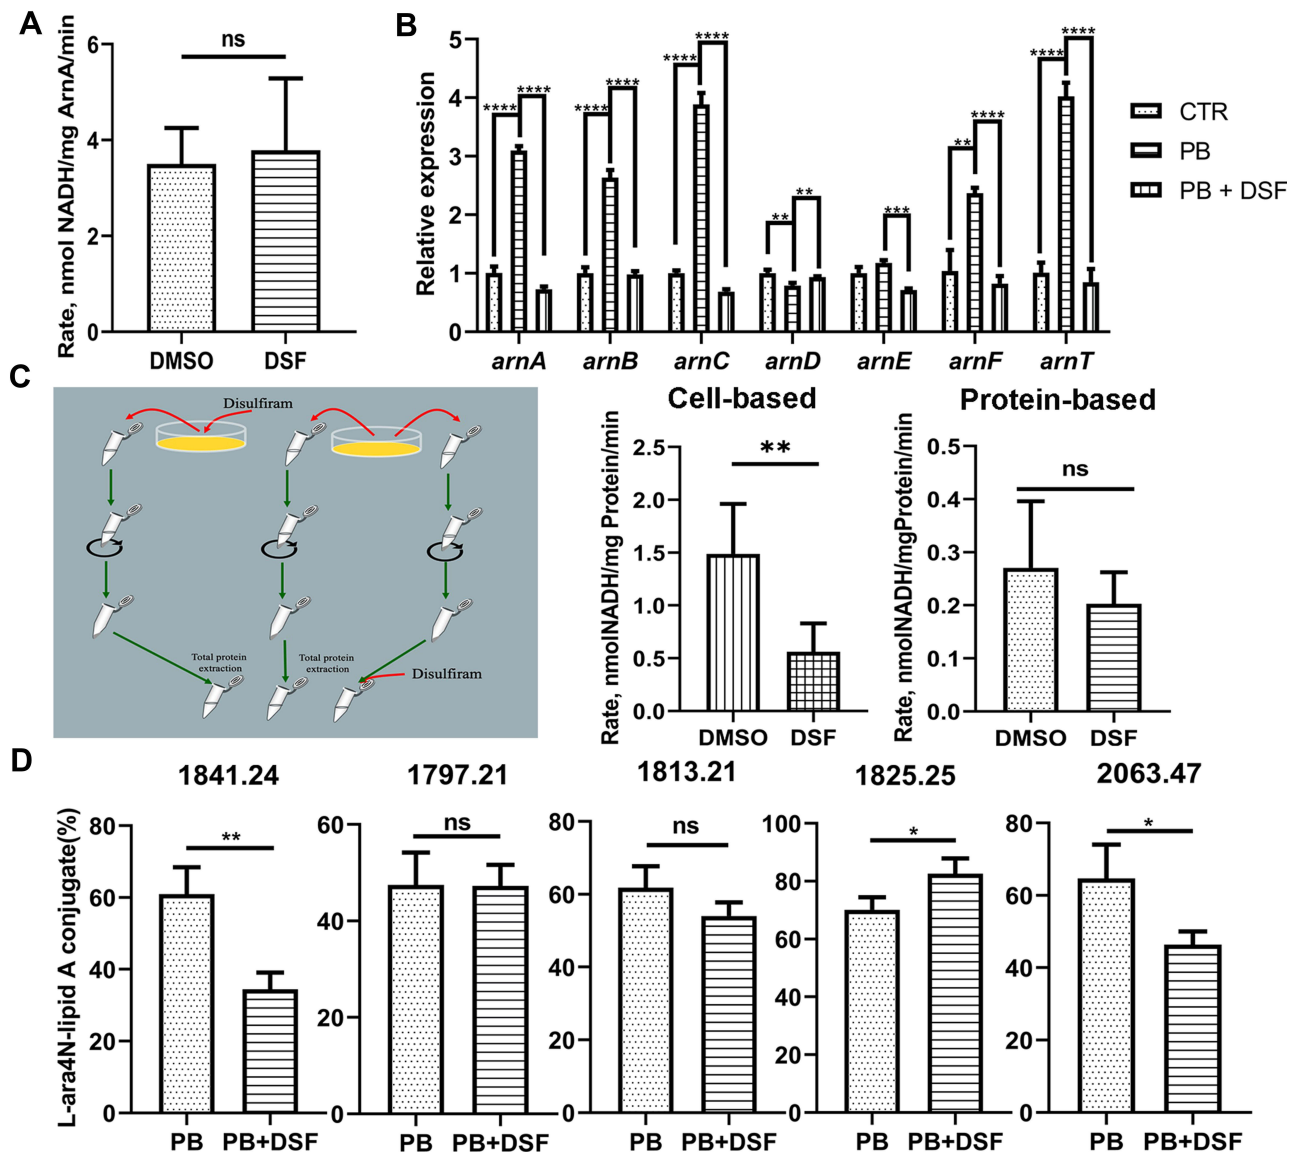 A
Rate, nmol NADH/mg ArnA/min
6
4
2
0
ns
DMSO
DSF
B
Relative expression
5
4
3
2
1
0
**** ****
**** ****
**** ****
** **
***
** ****
**** ****
arnA
arnB
arnC
arnD
arnE
arnF
arnT
CTR
PB
PB + DSF
C
Disulfiram
Total protein
extraction
Total protein
extraction
Disulfiram
Cell-based
Rate, nmolNADH/mg Protein/min
2.5
2.0
1.5
1.0
0.5
0.0
**
DMSO
DSF
Protein-based
Rate, nmolNADH/mgProtein/min
0.5
0.4
0.3
0.2
0.1
0.0
ns
DMSO
DSF
D
L-ara4N-lipid A conjugate(%)
1841.24
80
60
40
20
0
**
PB
PB+DSF
1797.21
60
40
20
0
ns
PB
PB+DSF
1813.21
80
60
40
20
0
ns
PB
PB+DSF
1825.25
100
80
60
40
20
0
*
PB
PB+DSF
2063.47
80
60
40
20
0
*
PB
PB+DSF